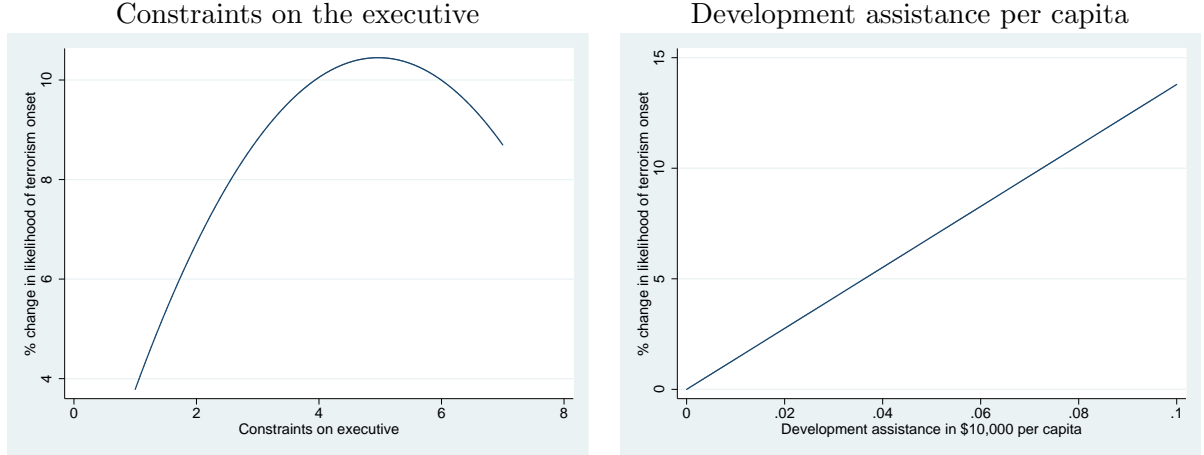 Constraints on the executive
% change in likelihood of terrorism onset
10
8
6
4
0 2 4 6 8
Constraints on executive
Development assistance per capita
% change in likelihood of terrorism onset
15
10
5
0
0 .02 .04 .06 .08 .1
Development assistance in $10,000 per capita